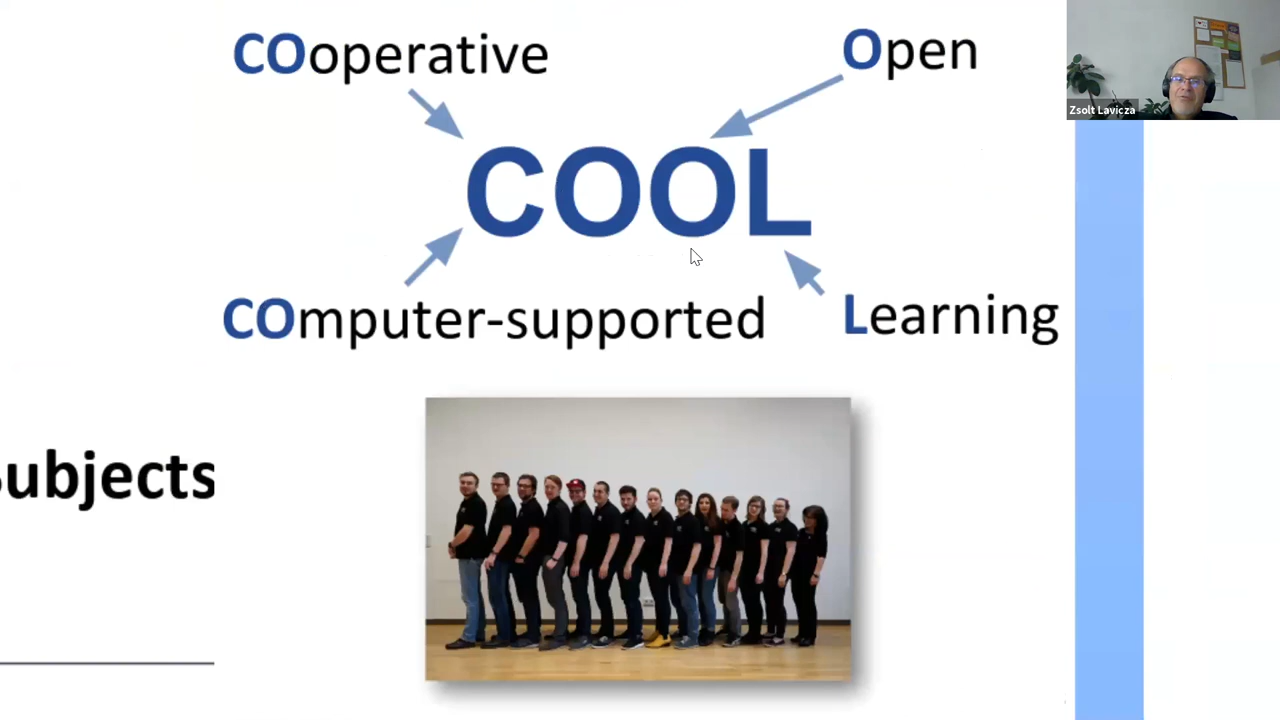 COoperative
Open
Zsolt Lavicza
COOL
COmputer-supported
Learning
ubjects